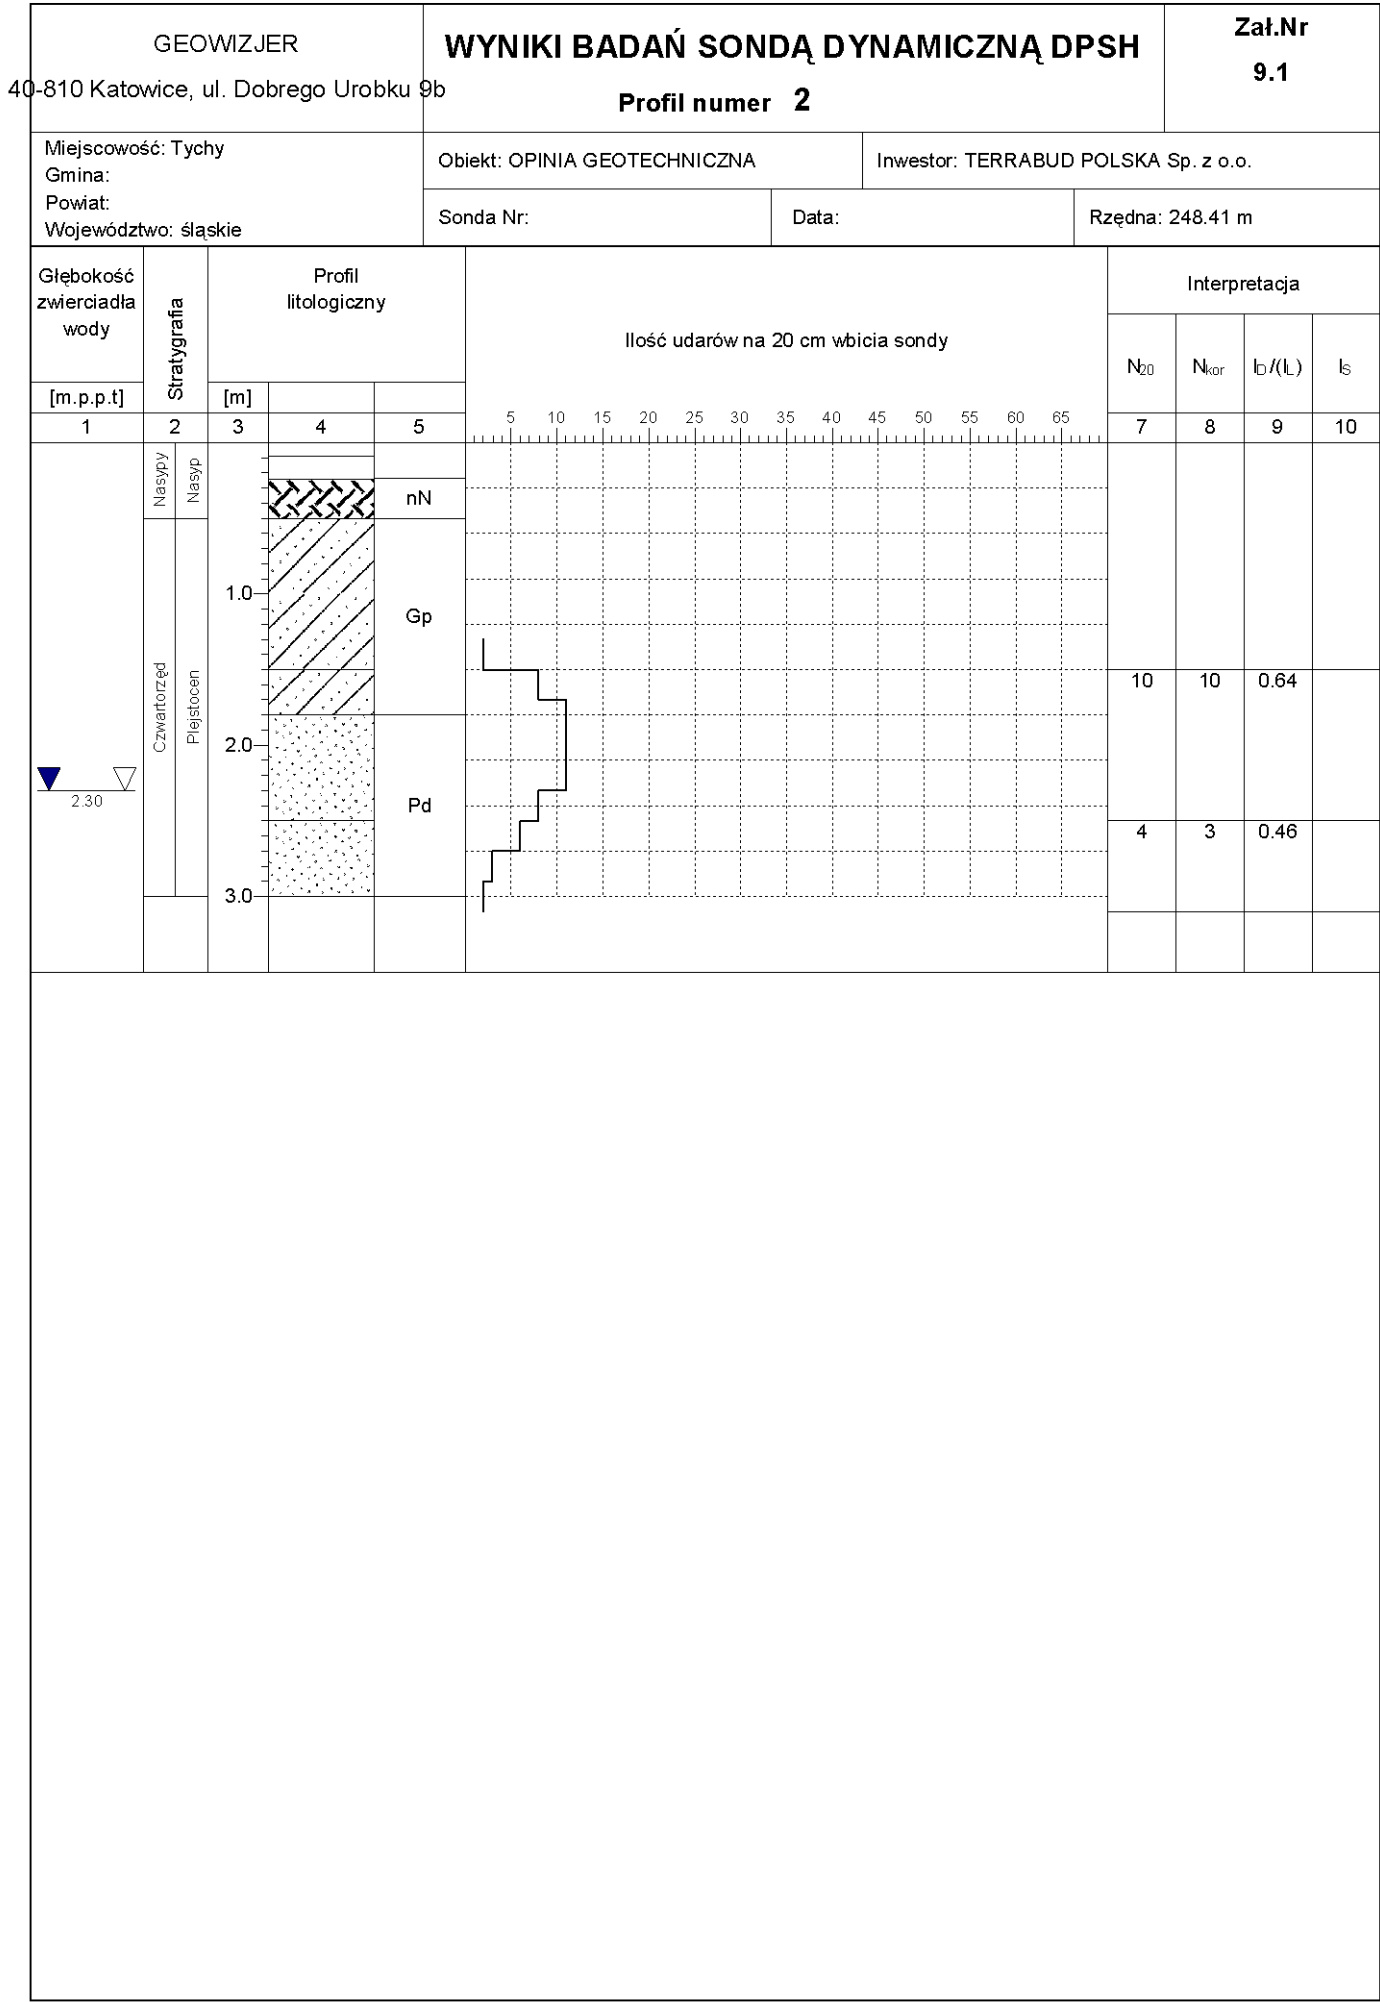 GEOWIZJER
40-810 Katowice, ul. Dobrego Urobku 9b
WYNIKI BADAŃ SONDĄ DYNAMICZNĄ DPSH
Profil numer 2
Zał.Nr
9.1
Miejscowość: Tychy
Gmina:
Powiat:
Województwo: śląskie
Obiekt: OPINIA GEOTECHNICZNA
Inwestor: TERRABUD POLSKA Sp. z o.o.
Sonda Nr:
Data:
Rzędna: 248.41 m
Głębokość
zwierciadła
wody
[m.p.p.t]
Stratygrafia
Profil
litologiczny
[m]
Ilość udarów na 20 cm wbicia sondy
Interpretacja
N20
Nkor
ID/(IL)
IS
5 10 15 20 25 30 35 40 45 50 55 60 65
1 2 3 4 5 7 8 9 10
Nasypy
Nasyp
nN
1.0
Gp
Czwartorzęd
Plejstocen
10 10 0.64
2.0
2.30
Pd
4 3 0.46
3.0